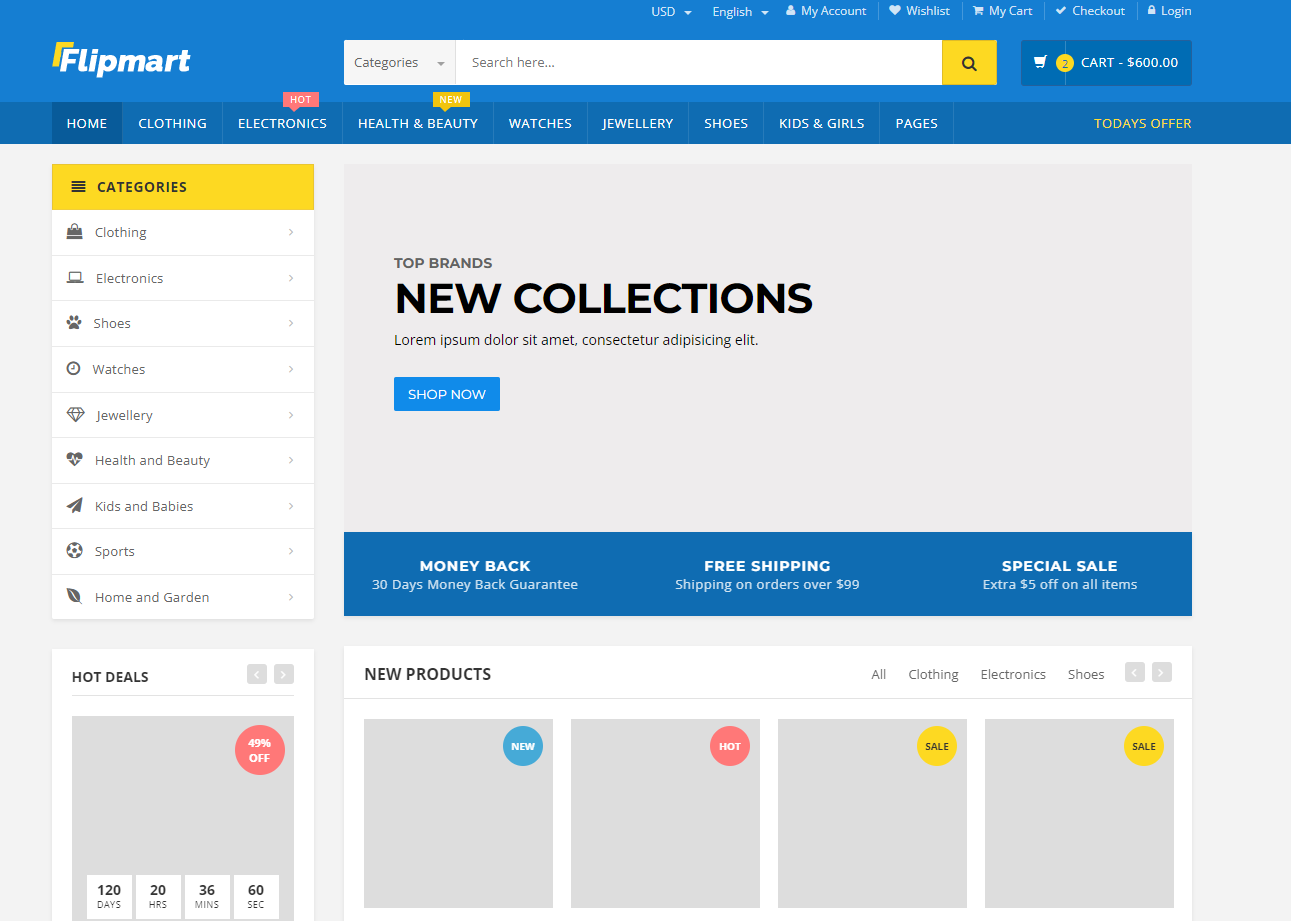 USD English My Account Wishlist My Cart Checkout Login
Flipmart
Categories Search here... 2 CART - $600.00
HOT NEW
HOME CLOTHING ELECTRONICS HEALTH & BEAUTY WATCHES JEWELLERY SHOES KIDS & GIRLS PAGES TODAYS OFFER
CATEGORIES
Clothing
Electronics
Shoes
Watches
Jewellery
Health and Beauty
Kids and Babies
Sports
Home and Garden
TOP BRANDS
NEW COLLECTIONS
Lorem ipsum dolor sit amet, consectetur adipisicing elit.
SHOP NOW
MONEY BACK
30 Days Money Back Guarantee
FREE SHIPPING
Shipping on orders over $99
SPECIAL SALE
Extra $5 off on all items
HOT DEALS
49%
OFF
120 20 36 60
DAYS HRS MINS SEC
NEW PRODUCTS All Clothing Electronics Shoes
NEW HOT SALE SALE